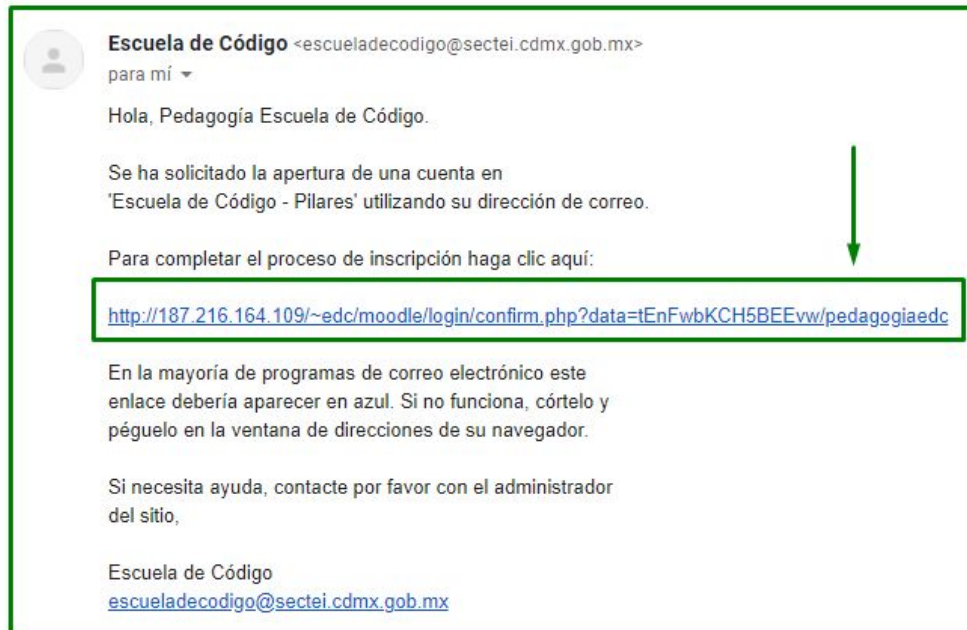 Escuela de Código <escueladecodigo@sectei.cdmx.gob.mx>
para mí
Hola, Pedagogía Escuela de Código.
Se ha solicitado la apertura de una cuenta en
'Escuela de Código - Pilares' utilizando su dirección de correo.
Para completar el proceso de inscripción haga clic aquí:
http://187.216.164.109/~edc/moodle/login/confirm.php?data=tEnFwbKCH5BEEvw/pedagogiaedc
En la mayoría de programas de correo electrónico este
enlace debería aparecer en azul. Si no funciona, córtelo y
péguelo en la ventana de direcciones de su navegador.
Si necesita ayuda, contacte por favor con el administrador
del sitio,
Escuela de Código
escueladecodigo@sectei.cdmx.gob.mx